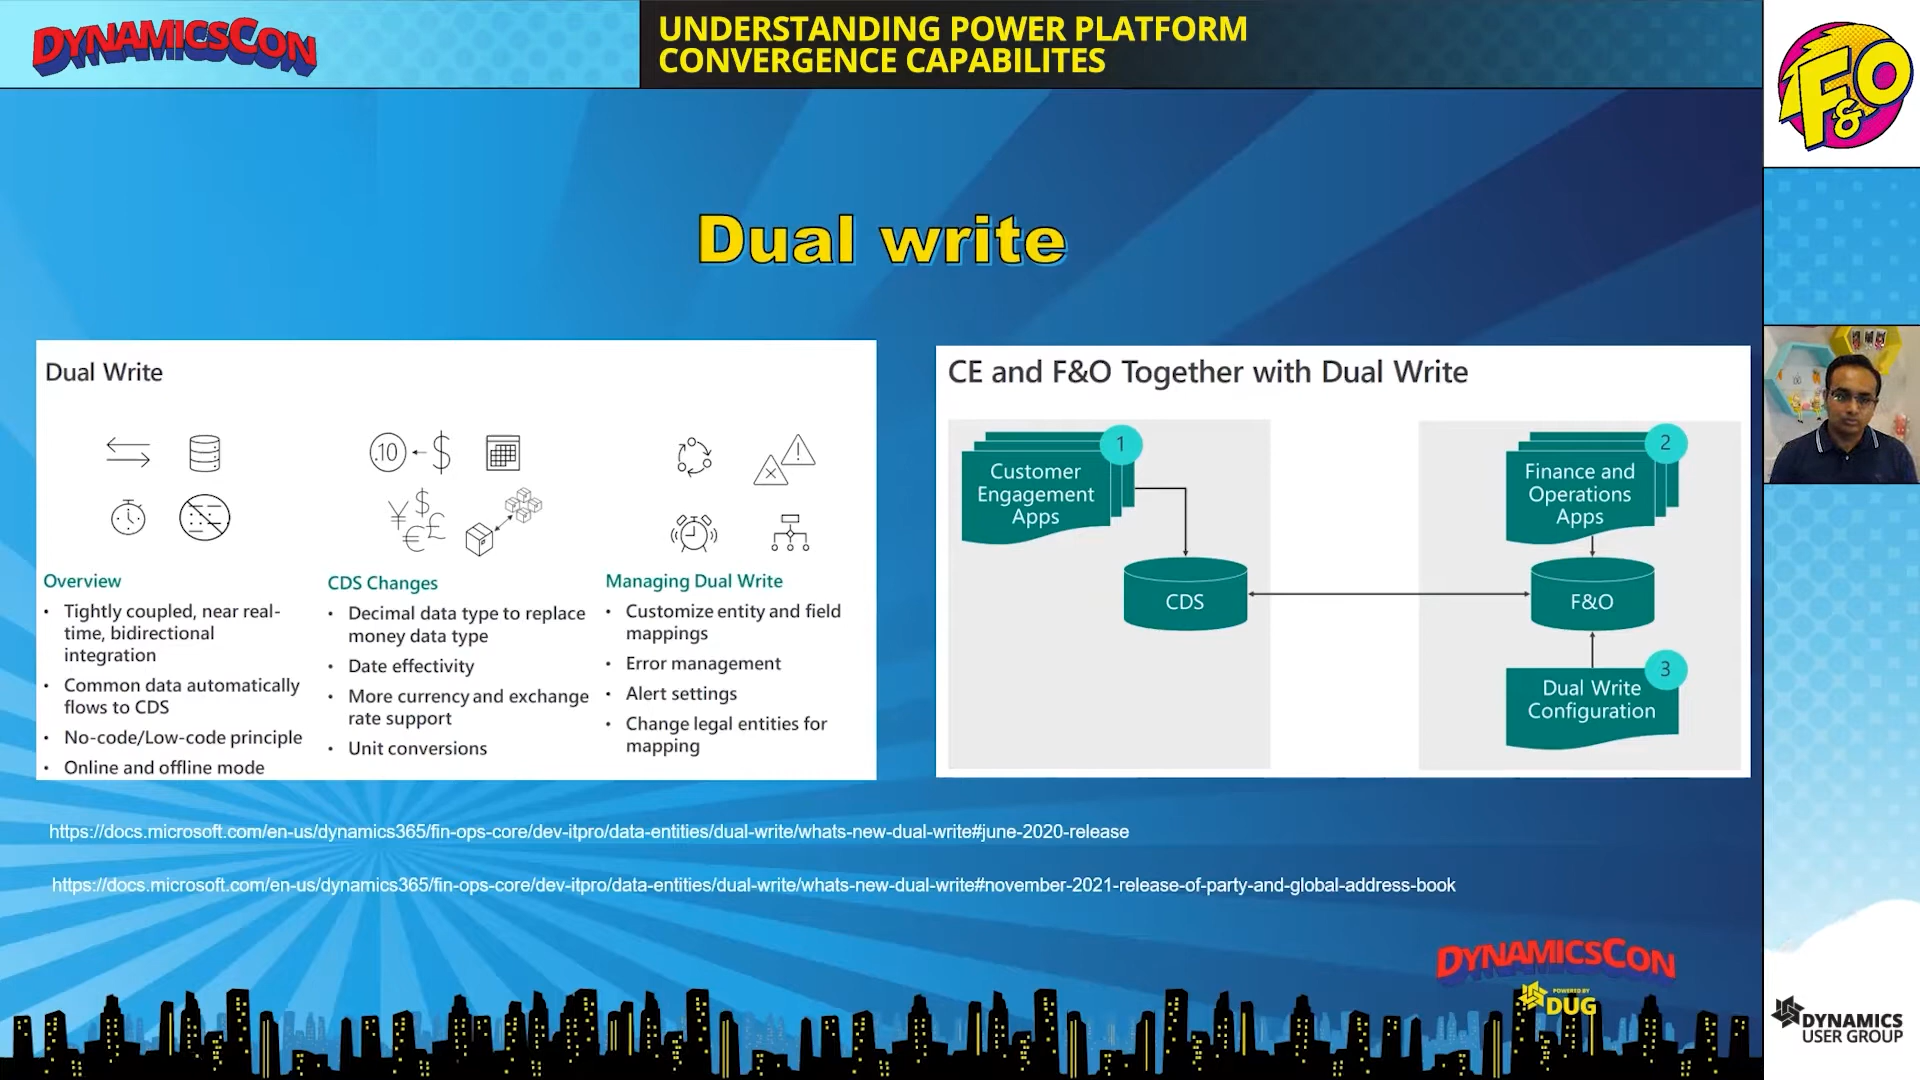 DYNAMICSCON
UNDERSTANDING POWER PLATFORM
CONVERGENCE CAPABILITES
F&O
Dual write
Dual Write
.10
$
¥
$
€
£
Overview
• Tightly coupled, near real-
time, bidirectional
integration
• Common data automatically
flows to CDS
• No-code/Low-code principle
• Online and offline mode
CDS Changes
• Decimal data type to replace
money data type
• Date effectivity
• More currency and exchange
rate support
• Unit conversions
Managing Dual Write
• Customize entity and field
mappings
• Error management
• Alert settings
• Change legal entities for
mapping
CE and F&O Together with Dual Write
Customer
Engagement
Apps
1
CDS
Finance and
Operations
Apps
2
F&O
Dual Write
Configuration
3
https://docs.microsoft.com/en-us/dynamics365/fin-ops-core/dev-itpro/data-entities/dual-write/whats-new-dual-write#june-2020-release
https://docs.microsoft.com/en-us/dynamics365/fin-ops-core/dev-itpro/data-entities/dual-write/whats-new-dual-write#november-2021-release-of-party-and-global-address-book
DYNAMICSCON
POWERED BY
DUG
DYNAMICS
USER GROUP